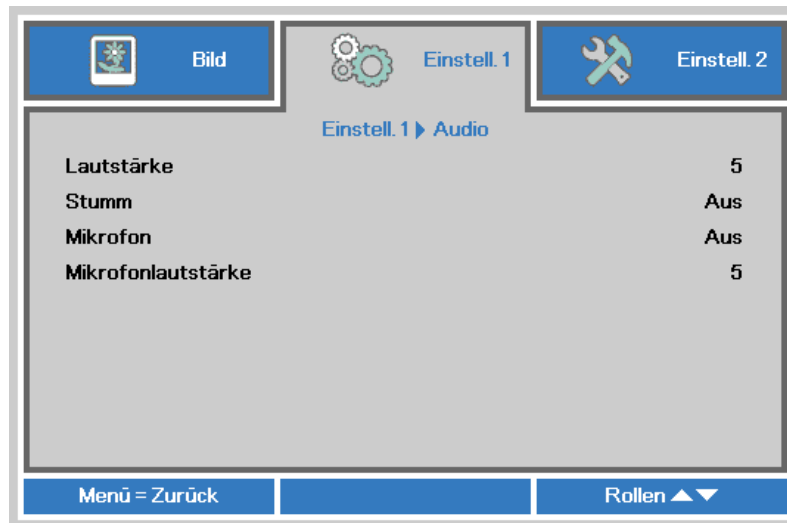 Bild
Einstell. 1
Einstell. 2
Einstell. 1 ▶ Audio
Lautstärke 5
Stumm Aus
Mikrofon Aus
Mikrofonlautstärke 5
Menü = Zurück
Rollen ▲▼